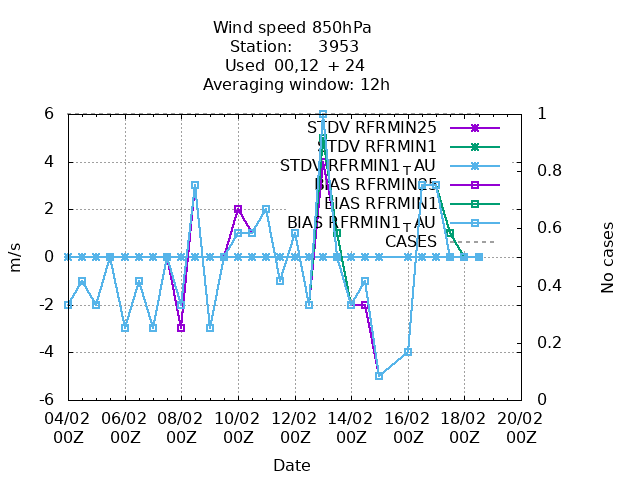 Wind speed 850hPa
Station: 3953
Used 00,12 + 24
Averaging window: 12h
6 1
STDV RFRMIN25
STDV RFRMIN1
4 STDV RFRMIN1_AU 0.8
BIAS RFRMIN25
2 BIAS RFRMIN1
BIAS RFRMIN1_AU 0.6
CASES
0
m/s No cases
-2 0.4
-4 0.2
-6 0
04/02 06/02 08/02 10/02 12/02 14/02 16/02 18/02 20/02
00Z 00Z 00Z 00Z 00Z 00Z 00Z 00Z 00Z
Date